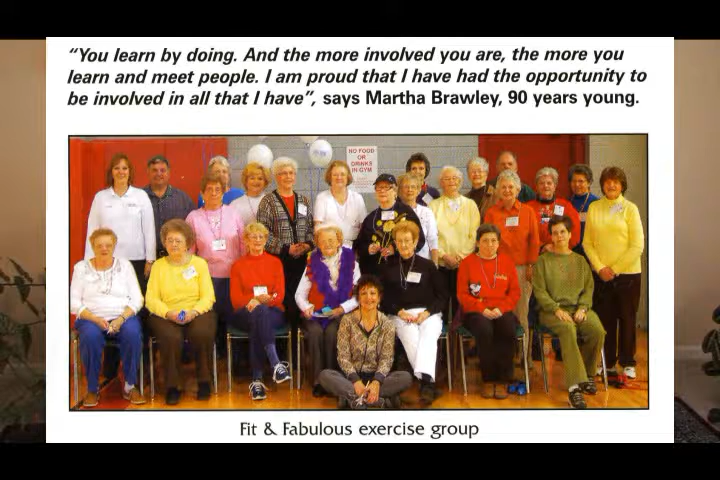 “You learn by doing. And the more involved you are, the more you
learn and meet people. I am proud that I have had the opportunity to
be involved in all that I have”, says Martha Brawley, 90 years young.
NO FOOD
OR
DRINKS
IN GYM
Fit & Fabulous exercise group